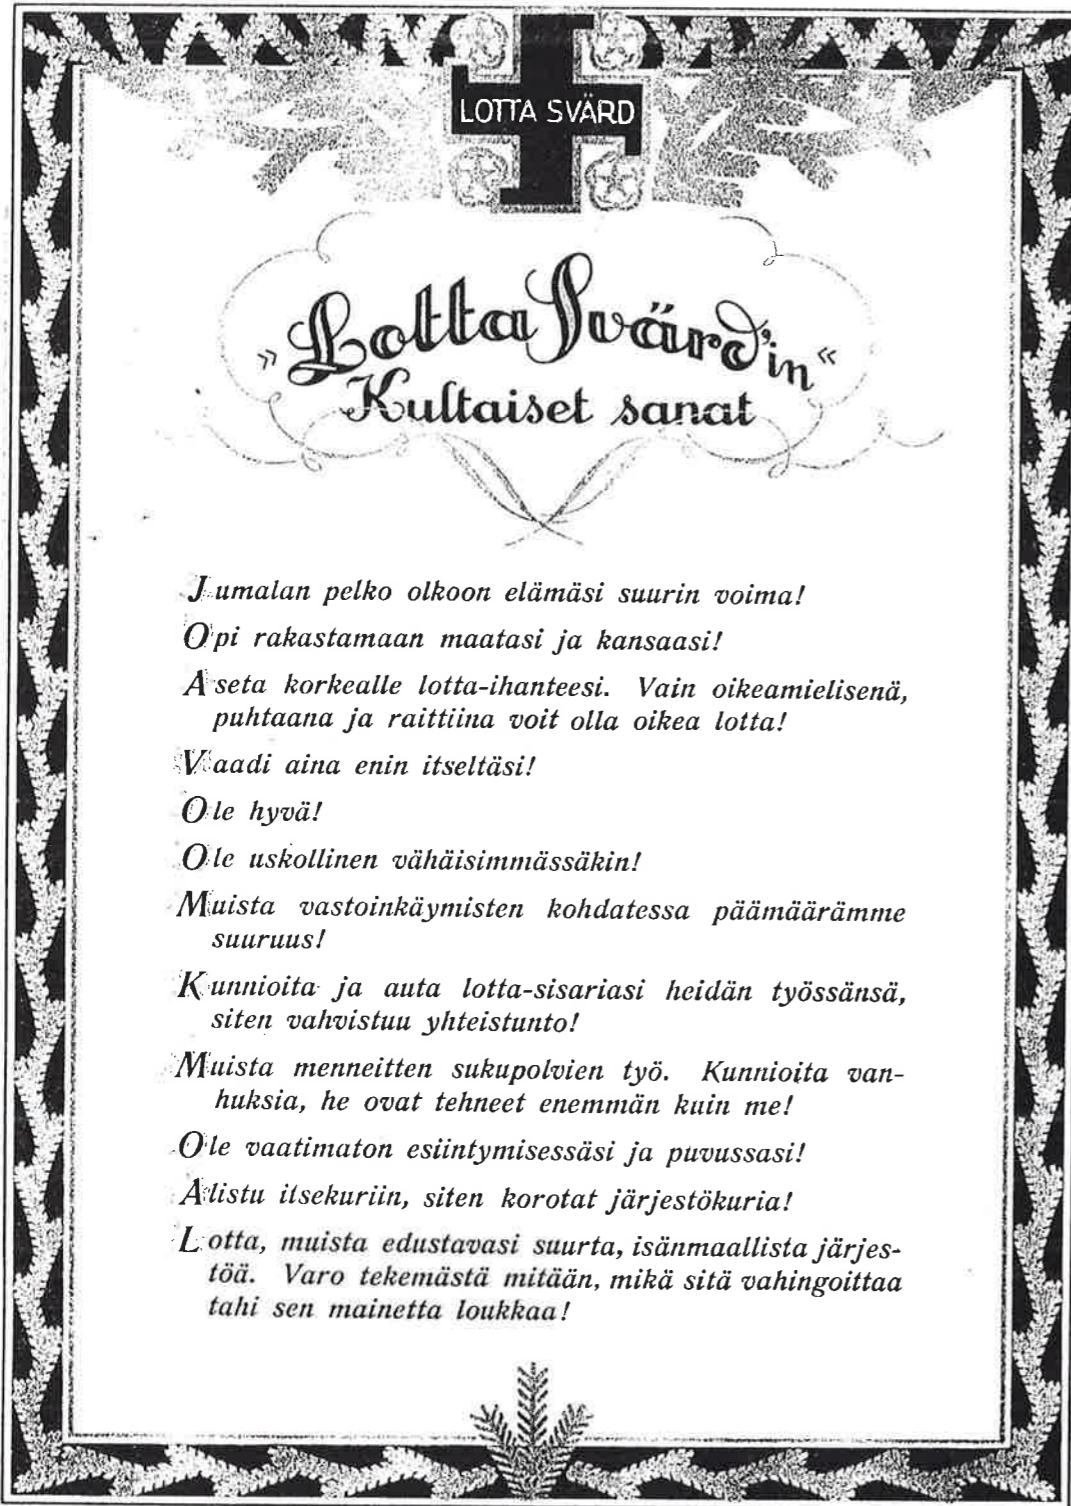 LOTTA SVÄRD
»Lotta Svärd'in«
Kultaiset sanat
Jumalan pelko olkoon elämäsi suurin voima!
Opi rakastamaan maatasi ja kansaasi!
Aseta korkealle lotta-ihanteesi. Vain oikeamielisenä,
puhtaana ja raittiina voit olla oikea lotta!
Vaadi aina enin itseltäsi!
Ole hyvä!
Ole uskollinen vähäisimmässäkin!
Muista vastoinkäymisten kohdatessa päämäärämme
suuruus!
Kunnioita ja auta lotta-sisariasi heidän työssänsä,
siten vahvistuu yhteistunto!
Muista menneitten sukupolvien työ. Kunnioita van-
huksia, he ovat tehneet enemmän kuin me!
Ole vaatimaton esiintymisessäsi ja puvussasi!
Alistu itsekuriin, siten korotat järjestökuria!
Lotta, muista edustavasi suurta, isänmaallista järjes-
töä. Varo tekemästä mitään, mikä sitä vahingoittaa
tahi sen mainetta loukkaa!